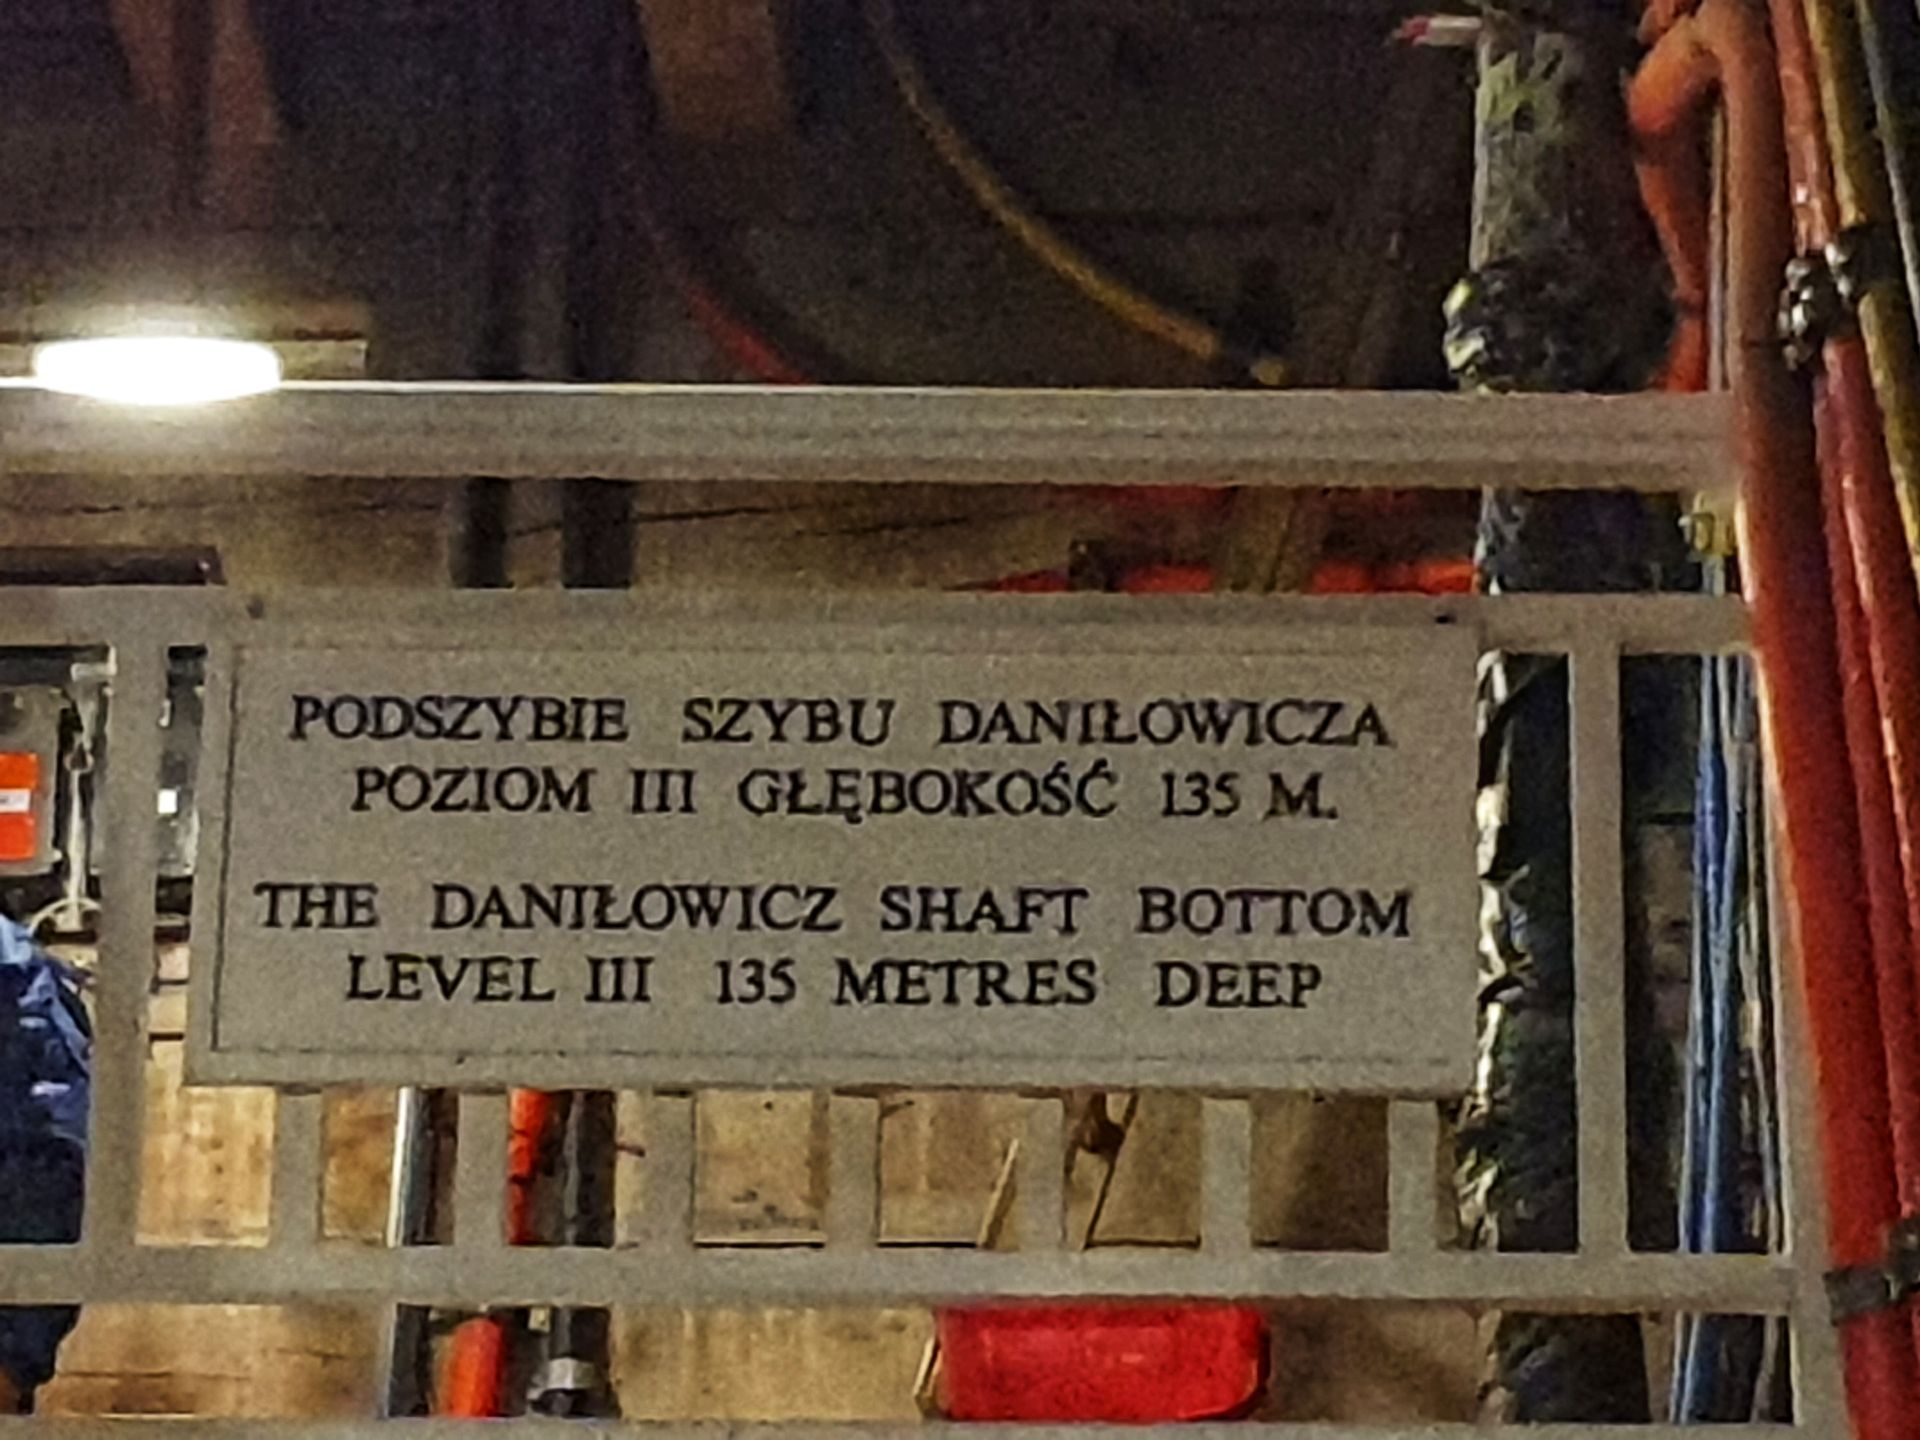 PODSZYBIE SZYBU DANIŁOWICZA
POZIOM III GŁĘBOKOŚĆ 135 M.
THE DANIŁOWICZ SHAFT BOTTOM
LEVEL III 135 METRES DEEP